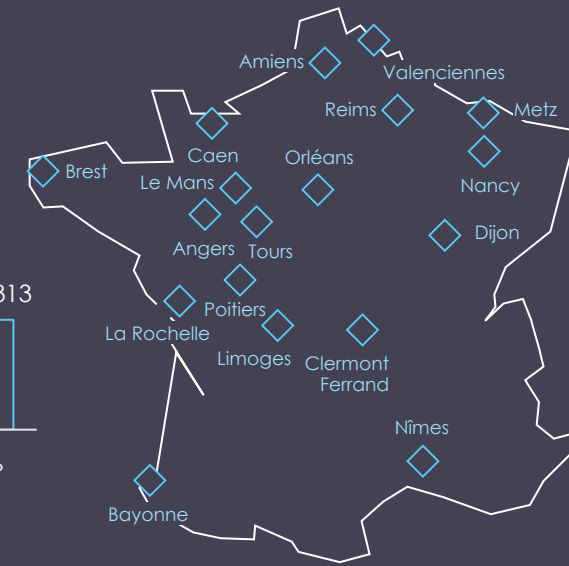 Amiens
Valenciennes
Reims
Metz
Caen
Orléans
Brest
Le Mans
Nancy
Angers
Tours
Dijon
313
Poitiers
La Rochelle
Limoges
Clermont
Ferrand
Nîmes
Bayonne